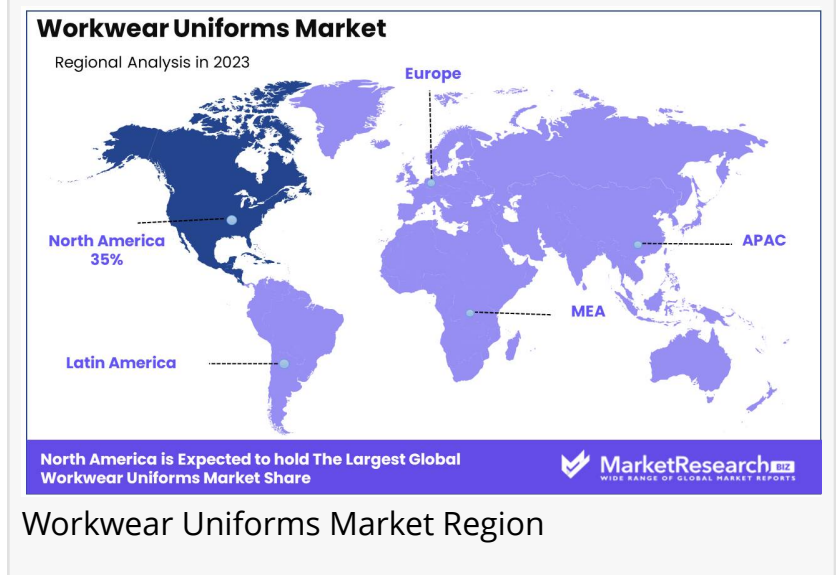 Workwear Uniforms Market
Regional Analysis in 2023
Europe
North America
35%
APAC
MEA
Latin America
North America is Expected to hold The Largest Global
Workwear Uniforms Market Share
MarketResearch BIZ
WIDE RANGE OF GLOBAL MARKET REPORTS
Workwear Uniforms Market Region